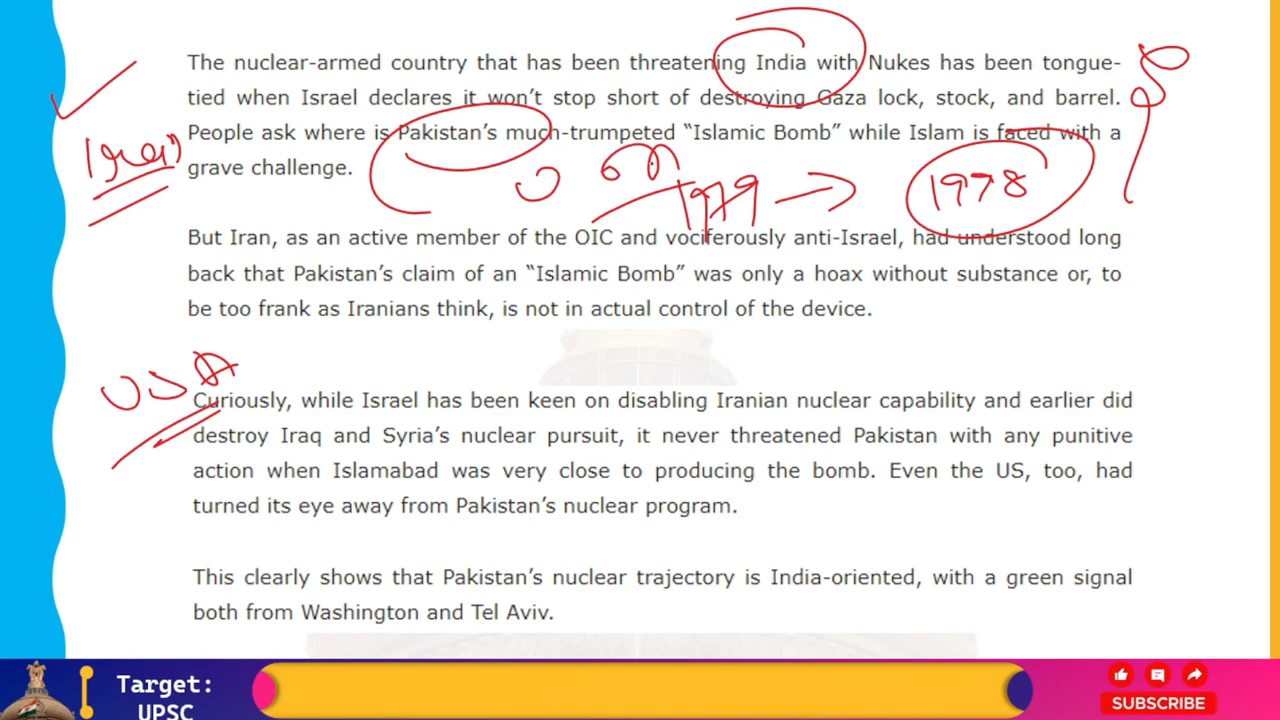 The nuclear-armed country that has been threatening India with Nukes has been tongue-
tied when Israel declares it won't stop short of destroying Gaza lock, stock, and barrel.
People ask where is Pakistan's much-trumpeted “Islamic Bomb” while Islam is faced with a
grave challenge.
Iran
1979
1978
But Iran, as an active member of the OIC and vociferously anti-Israel, had understood long
back that Pakistan's claim of an “Islamic Bomb” was only a hoax without substance or, to
be too frank as Iranians think, is not in actual control of the device.
USA
Curiously, while Israel has been keen on disabling Iranian nuclear capability and earlier did
destroy Iraq and Syria's nuclear pursuit, it never threatened Pakistan with any punitive
action when Islamabad was very close to producing the bomb. Even the US, too, had
turned its eye away from Pakistan's nuclear program.
This clearly shows that Pakistan's nuclear trajectory is India-oriented, with a green signal
both from Washington and Tel Aviv.
Target:
UPSC
SUBSCRIBE